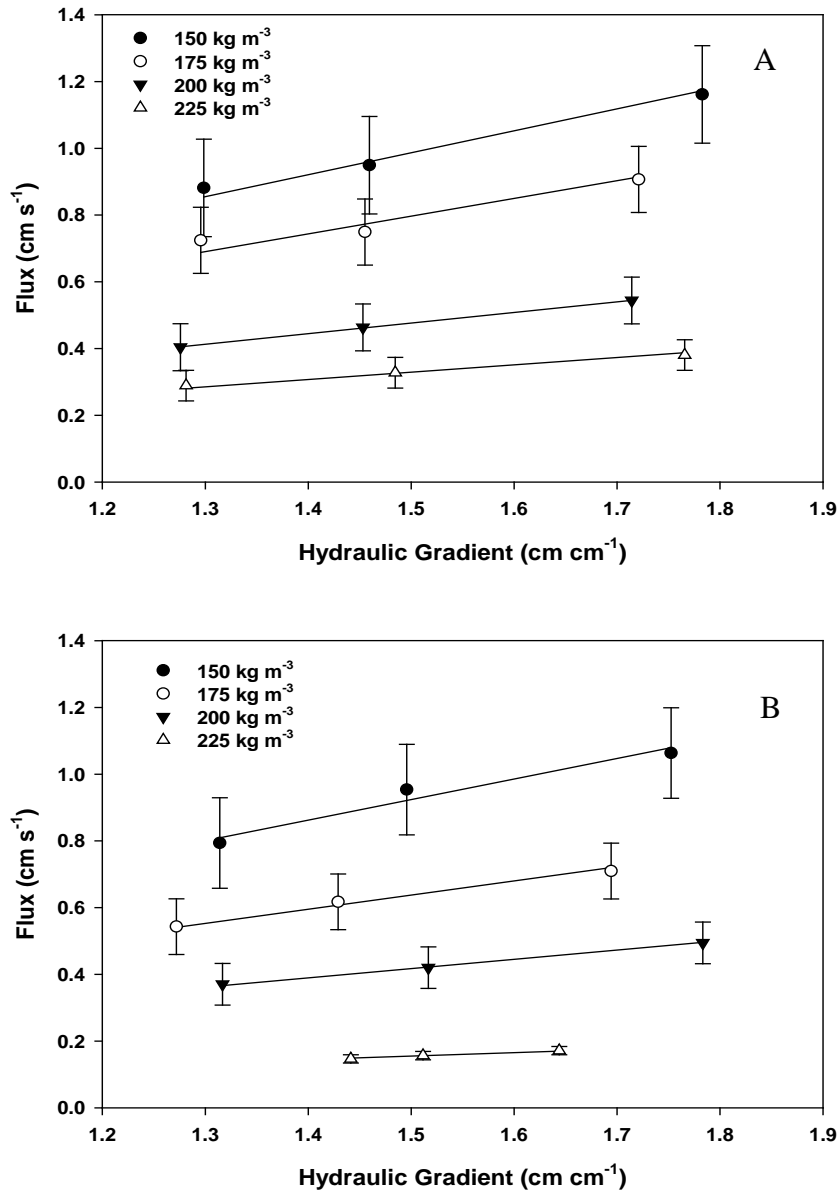 1.4
1.2
1.0
0.8
0.6
0.4
0.2
0.0
Flux (cm s⁻¹)
150 kg m⁻³
175 kg m⁻³
200 kg m⁻³
225 kg m⁻³
A
1.2 1.3 1.4 1.5 1.6 1.7 1.8 1.9
Hydraulic Gradient (cm cm⁻¹)
1.4
1.2
1.0
0.8
0.6
0.4
0.2
0.0
Flux (cm s⁻¹)
150 kg m⁻³
175 kg m⁻³
200 kg m⁻³
225 kg m⁻³
B
1.2 1.3 1.4 1.5 1.6 1.7 1.8 1.9
Hydraulic Gradient (cm cm⁻¹)